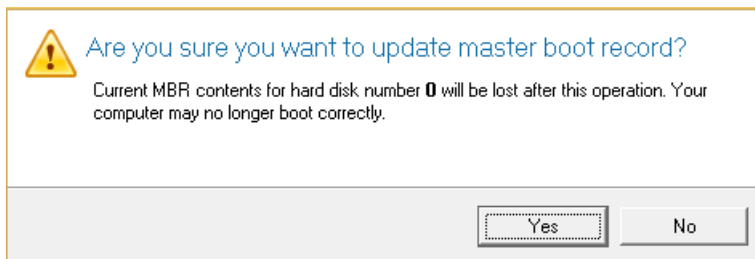 Are you sure you want to update master boot record?
Current MBR contents for hard disk number 0 will be lost after this operation. Your
computer may no longer boot correctly.
Yes No